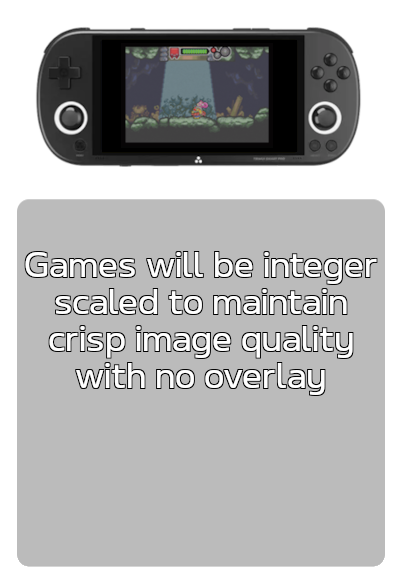 Games will be integer
scaled to maintain
crisp image quality
with no overlay